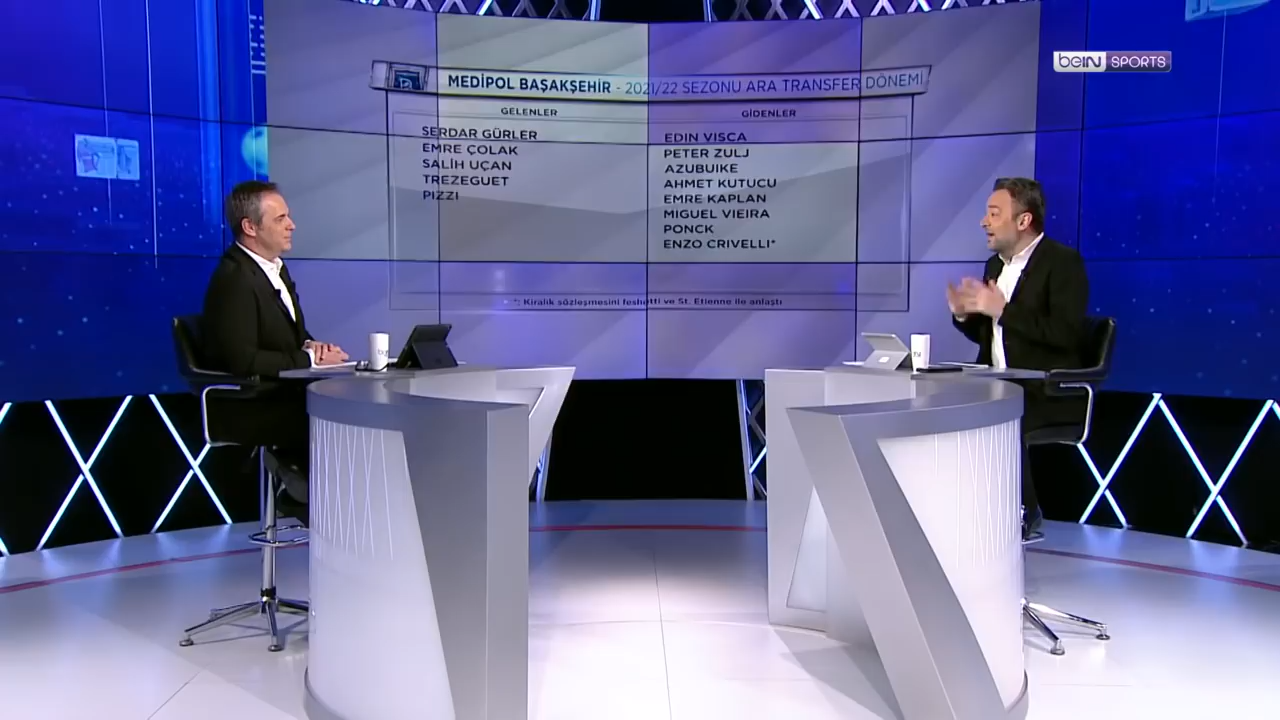 beIN SPORTS
MEDIPOL BAŞAKŞEHİR - 2021/22 SEZONU ARA TRANSFER DÖNEMİ
GELENLER
SERDAR GÜRLER
EMRE ÇOLAK
SALİH UÇAN
TREZEGUET
PIZZI
GİDENLER
EDIN VISCA
PETER ZULJ
AZUBUIKE
AHMET KUTUCU
EMRE KAPLAN
MIGUEL VIEIRA
PONCK
ENZO CRIVELLI*
*: Kiralık sözleşmesini feshetti ve St. Etienne ile anlaştı